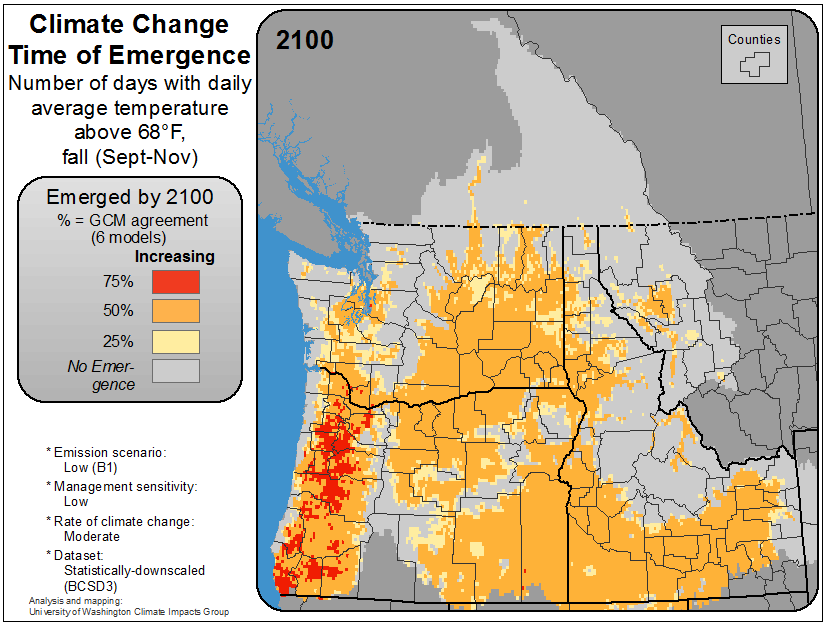 Climate Change
Time of Emergence
Number of days with daily
average temperature
above 68°F,
fall (Sept-Nov)
Emerged by 2100
% = GCM agreement
(6 models)
Increasing
75%
50%
25%
No Emer-
gence
* Emission scenario:
Low (B1)
* Management sensitivity:
Low
* Rate of climate change:
Moderate
* Dataset:
Statistically-downscaled
(BCSD3)
Analysis and mapping:
University of Washington Climate Impacts Group
2100
Counties